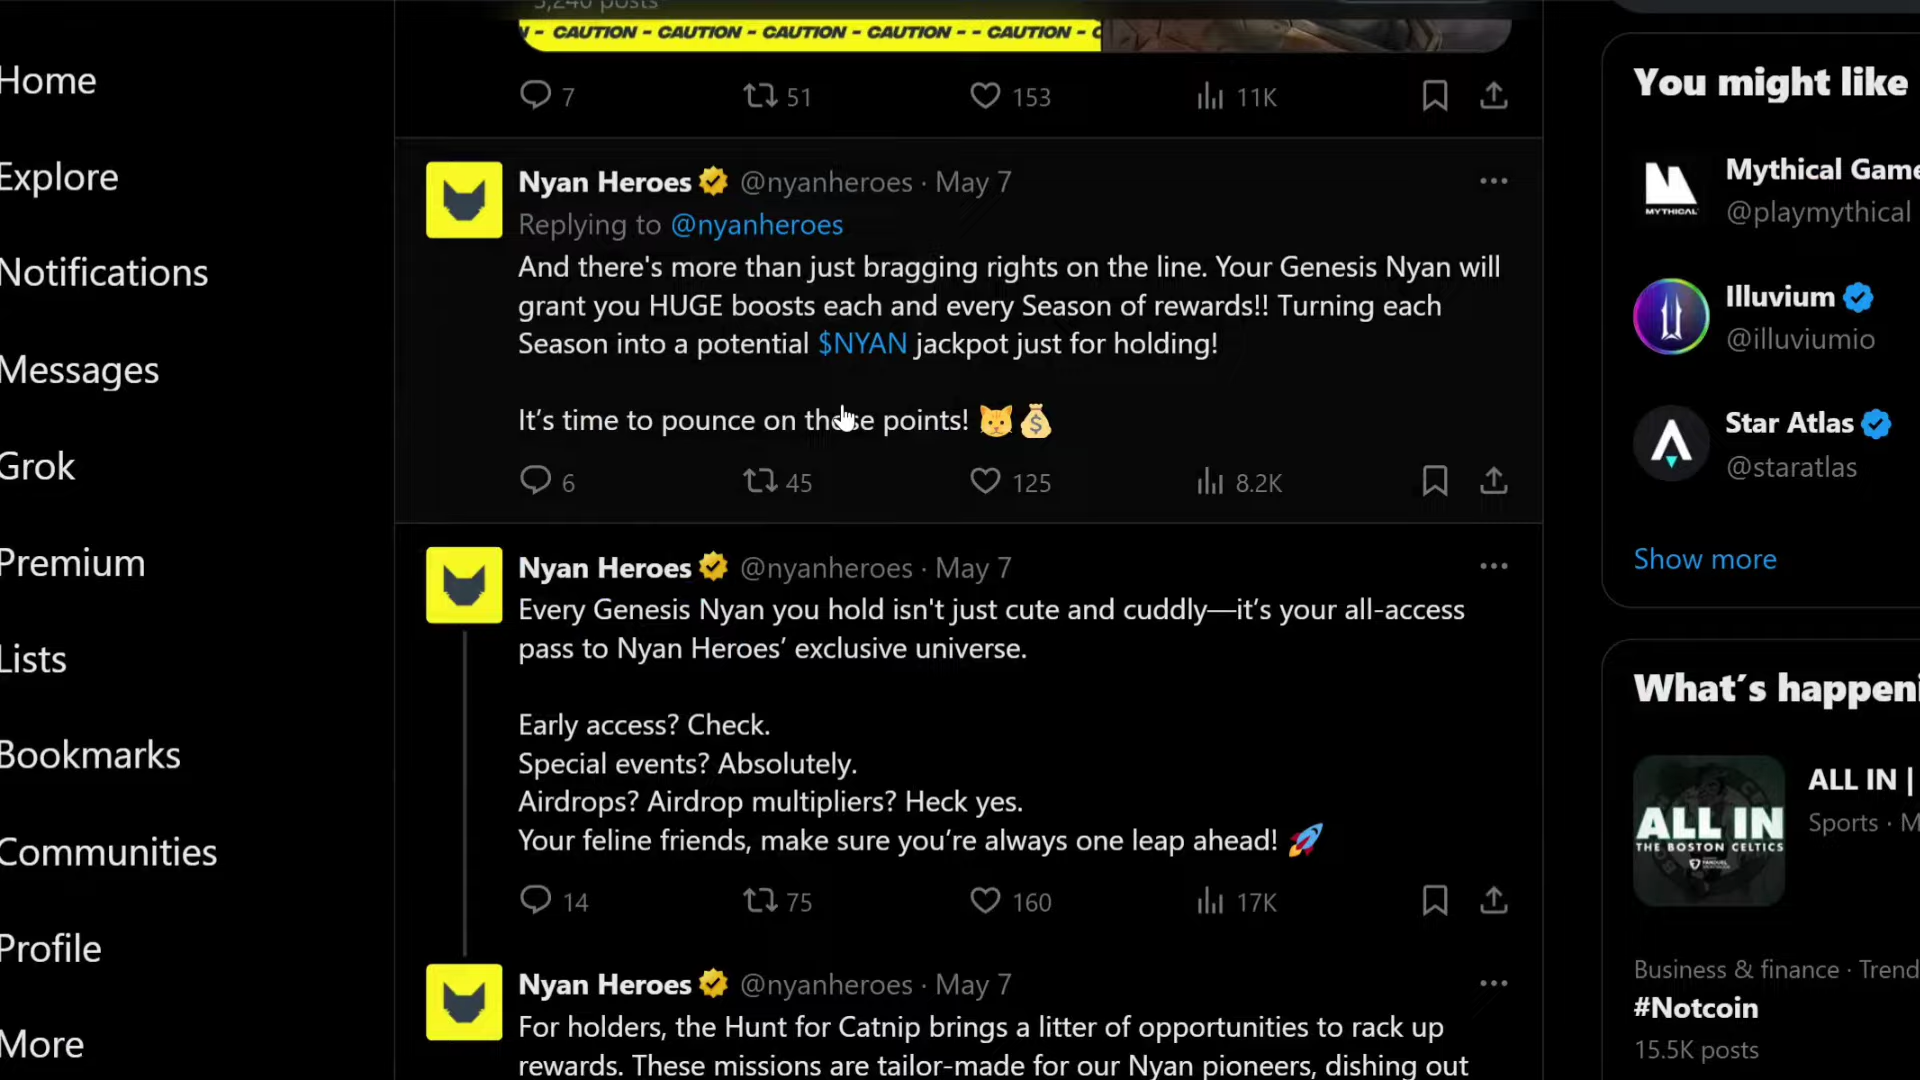 5,240 posts
- CAUTION - CAUTION - CAUTION - CAUTION - - CAUTION -
7 51 153 11K
Home
Explore
Notifications
Messages
Grok
Premium
Lists
Bookmarks
Communities
Profile
More
Nyan Heroes @nyanheroes · May 7
Replying to @nyanheroes
And there's more than just bragging rights on the line. Your Genesis Nyan will
grant you HUGE boosts each and every Season of rewards!! Turning each
Season into a potential $NYAN jackpot just for holding!
It’s time to pounce on these points! 🐱💰
6 45 125 8.2K
Nyan Heroes @nyanheroes · May 7
Every Genesis Nyan you hold isn't just cute and cuddly—it’s your all-access
pass to Nyan Heroes’ exclusive universe.
Early access? Check.
Special events? Absolutely.
Airdrops? Airdrop multipliers? Heck yes.
Your feline friends, make sure you’re always one leap ahead! 🚀
14 75 160 17K
Nyan Heroes @nyanheroes · May 7
For holders, the Hunt for Catnip brings a litter of opportunities to rack up
rewards. These missions are tailor-made for our Nyan pioneers, dishing out
You might like
MYTHICAL
Mythical Game
@playmythical
Illuvium
@illuviumio
Star Atlas
@staratlas
Show more
What’s happeni
ALL IN
THE BOSTON CELTICS
ALL IN |
Sports · M
Business & finance · Trend
#Notcoin
15.5K posts